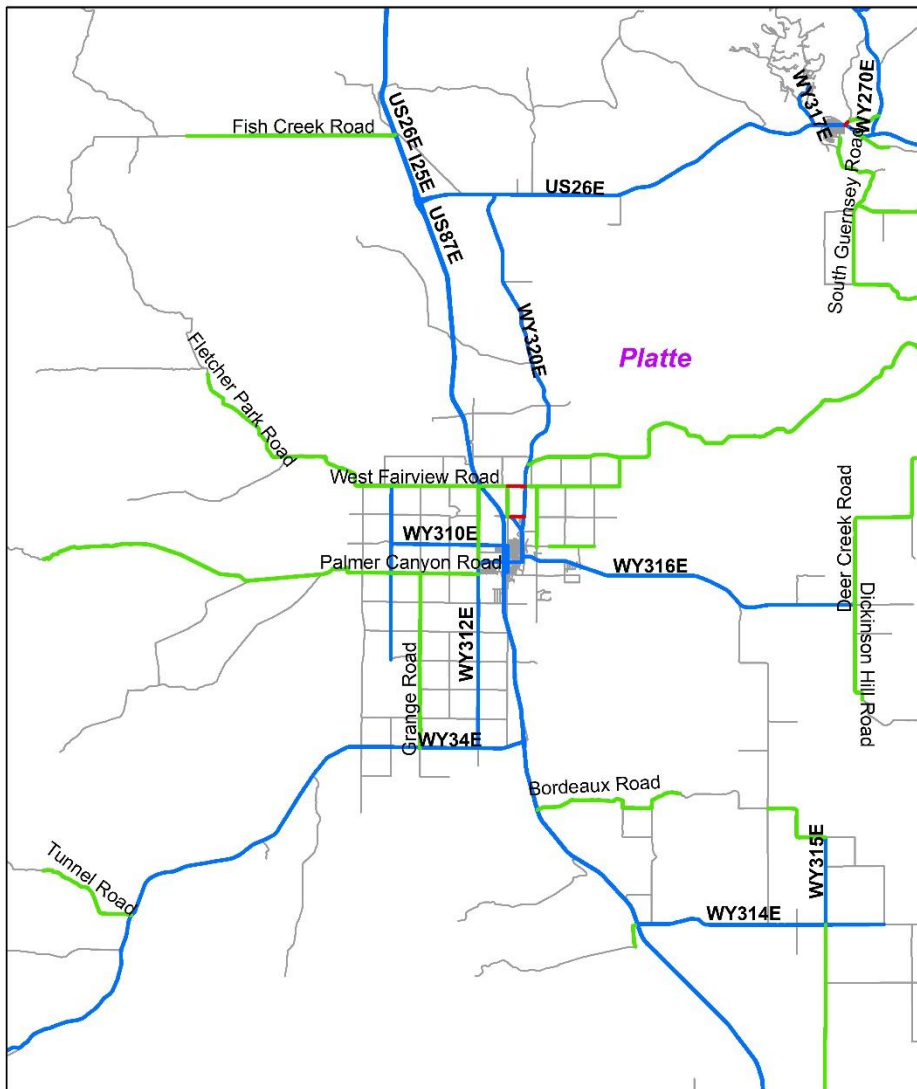 WY317E
WY270E
US26E I25E
Fish Creek Road
US26E
US87E
South Guernsey Road
WY320E
Platte
Fletcher Park Road
West Fairview Road
Deer Creek Road
WY310E
Palmer Canyon Road
WY316E
Dickinson Hill Road
WY312E
Grange Road
WY34E
Bordeaux Road
WY315E
Tunnel Road
WY314E